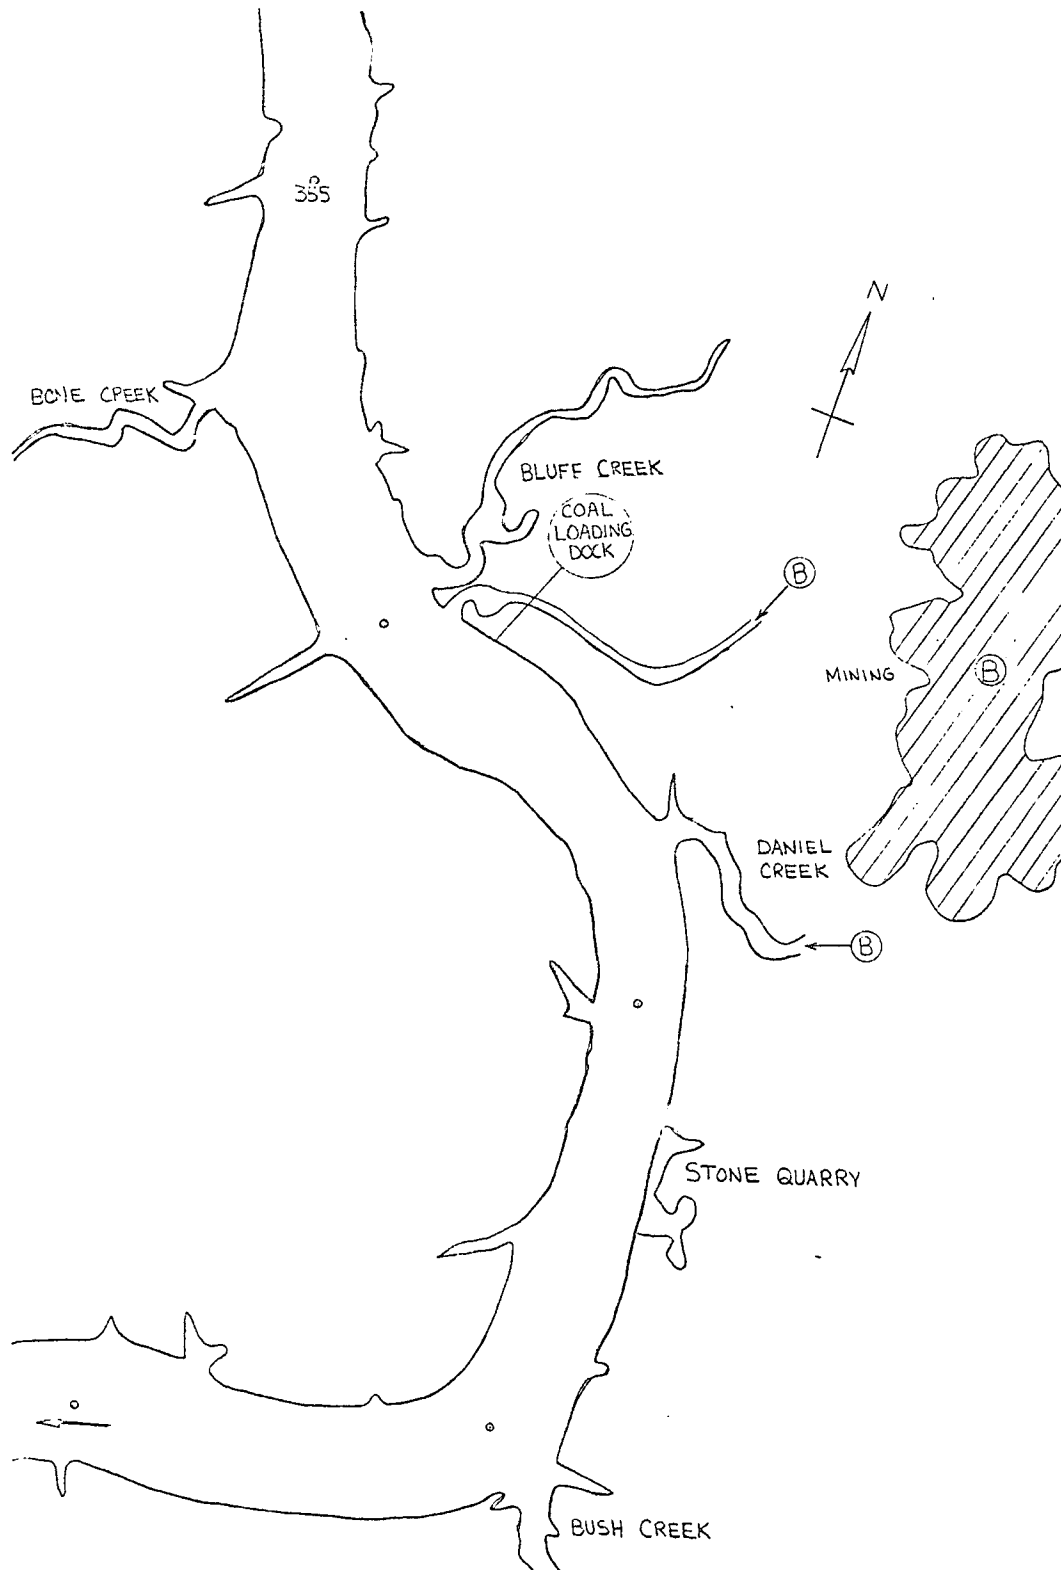 355
N
BONE CREEK
BLUFF CREEK
COAL
LOADING
DOCK
B
MINING
B
DANIEL
CREEK
B
STONE QUARRY
BUSH CREEK